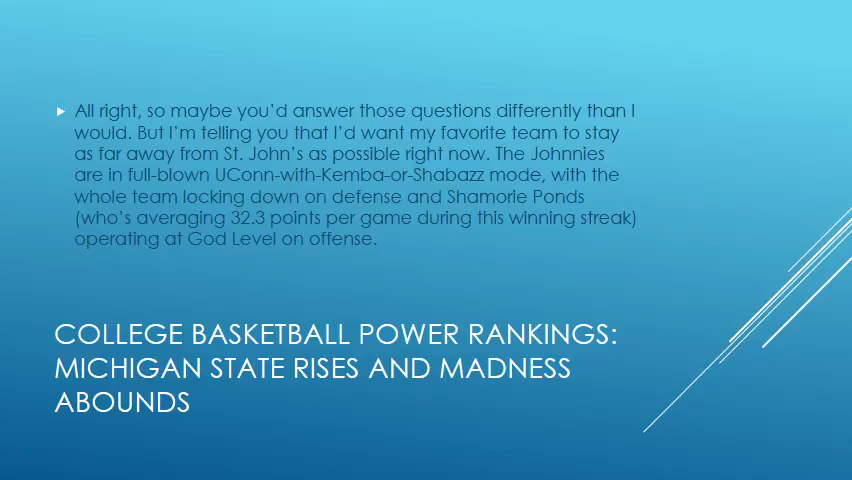 All right, so maybe you'd answer those questions differently than I
would. But I'm telling you that I'd want my favorite team to stay
as far away from St. John's as possible right now. The Johnnies
are in full-blown UConn-with-Kemba-or-Shabazz mode, with the
whole team locking down on defense and Shamorie Ponds
(who's averaging 32.3 points per game during this winning streak)
operating at God Level on offense.
COLLEGE BASKETBALL POWER RANKINGS:
MICHIGAN STATE RISES AND MADNESS
ABOUNDS